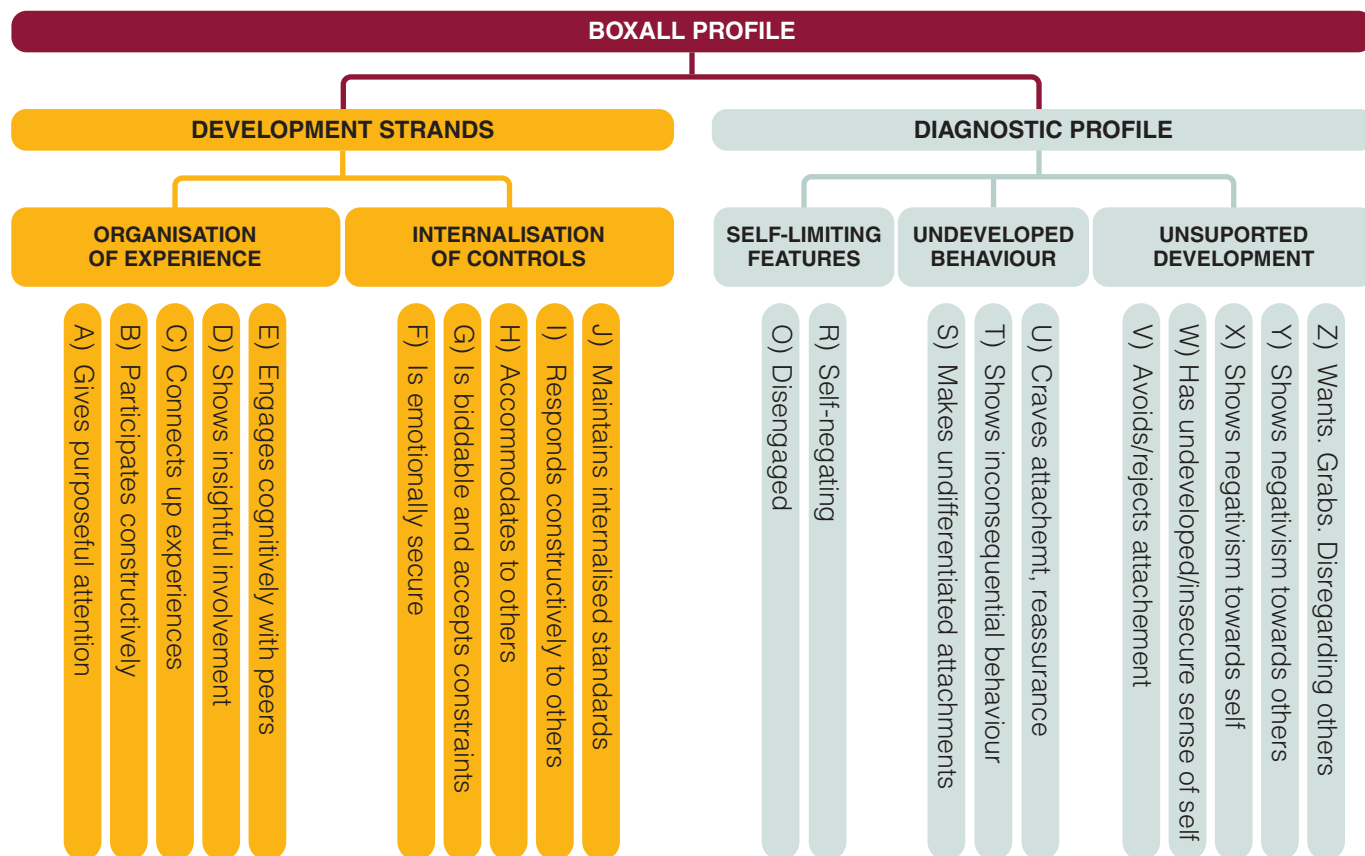 BOXALL PROFILE
DEVELOPMENT STRANDS
DIAGNOSTIC PROFILE
ORGANISATION
OF EXPERIENCE
INTERNALISATION
OF CONTROLS
SELF-LIMITING
FEATURES
UNDEVELOPED
BEHAVIOUR
UNSUPORTED
DEVELOPMENT
A) Gives purposeful attention
B) Participates constructively
C) Connects up experiences
D) Shows insightful involvement
E) Engages cognitively with peers
F) Is emotionally secure
G) Is biddable and accepts constraints
H) Accommodates to others
I) Responds constructively to others
J) Maintains internalised standards
O) Disengaged
R) Self-negating
S) Makes undifferentiated attachments
T) Shows inconsequential behaviour
U) Craves attachemt, reassurance
V) Avoids/rejects attachement
W) Has undeveloped/insecure sense of self
X) Shows negativism towards self
Y) Shows negativism towards others
Z) Wants. Grabs. Disregarding others